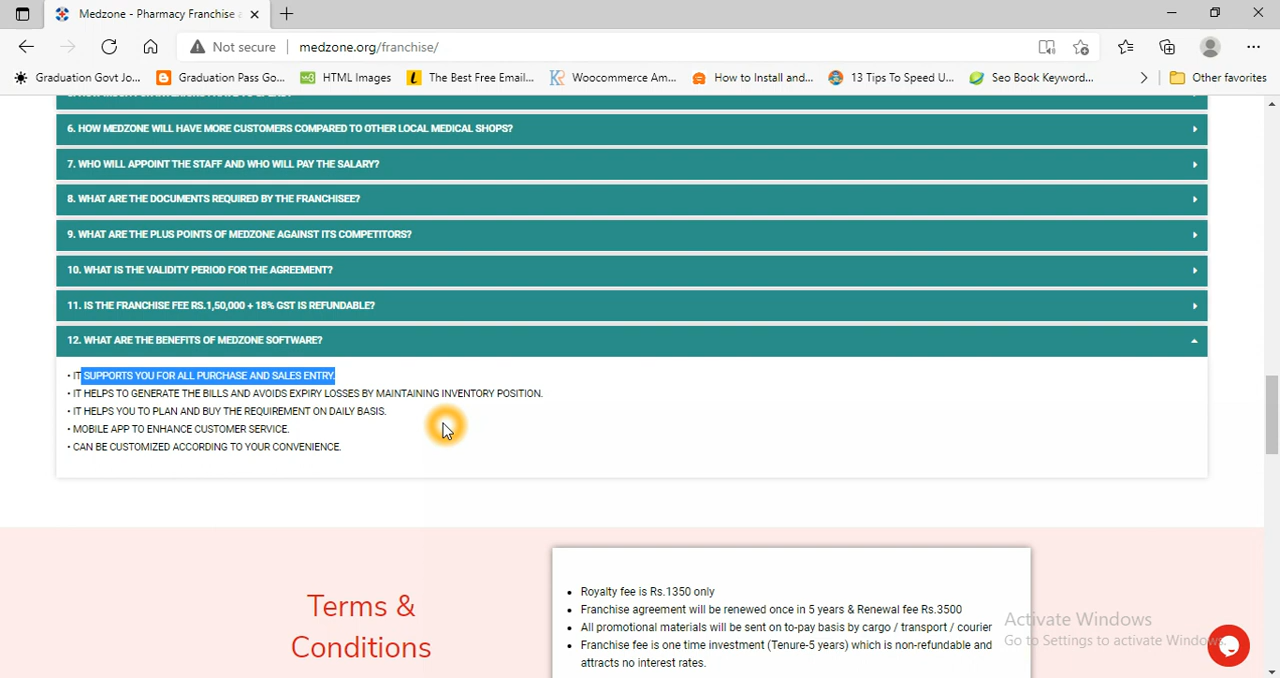 Medzone - Pharmacy Franchise
Not secure
medzone.org/franchise/
Graduation Govt Jo...
Graduation Pass Go...
HTML Images
The Best Free Email...
Woocommerce Am...
How to Install and...
13 Tips To Speed U...
Seo Book Keyword...
Other favorites
6. HOW MEDZONE WILL HAVE MORE CUSTOMERS COMPARED TO OTHER LOCAL MEDICAL SHOPS?
7. WHO WILL APPOINT THE STAFF AND WHO WILL PAY THE SALARY?
8. WHAT ARE THE DOCUMENTS REQUIRED BY THE FRANCHISEE?
9. WHAT ARE THE PLUS POINTS OF MEDZONE AGAINST ITS COMPETITORS?
10. WHAT IS THE VALIDITY PERIOD FOR THE AGREEMENT?
11. IS THE FRANCHISE FEE RS.1,50,000 + 18% GST IS REFUNDABLE?
12. WHAT ARE THE BENEFITS OF MEDZONE SOFTWARE?
• IT SUPPORTS YOU FOR ALL PURCHASE AND SALES ENTRY.
• IT HELPS TO GENERATE THE BILLS AND AVOIDS EXPIRY LOSSES BY MAINTAINING INVENTORY POSITION.
• IT HELPS YOU TO PLAN AND BUY THE REQUIREMENT ON DAILY BASIS.
• MOBILE APP TO ENHANCE CUSTOMER SERVICE.
• CAN BE CUSTOMIZED ACCORDING TO YOUR CONVENIENCE.
Terms &
Conditions
• Royalty fee is Rs.1350 only
• Franchise agreement will be renewed once in 5 years & Renewal fee Rs.3500
• All promotional materials will be sent on to-pay basis by cargo / transport / courier
• Franchise fee is one time investment (Tenure-5 years) which is non-refundable and
attracts no interest rates.
Activate Windows
Go to Settings to activate Windows.